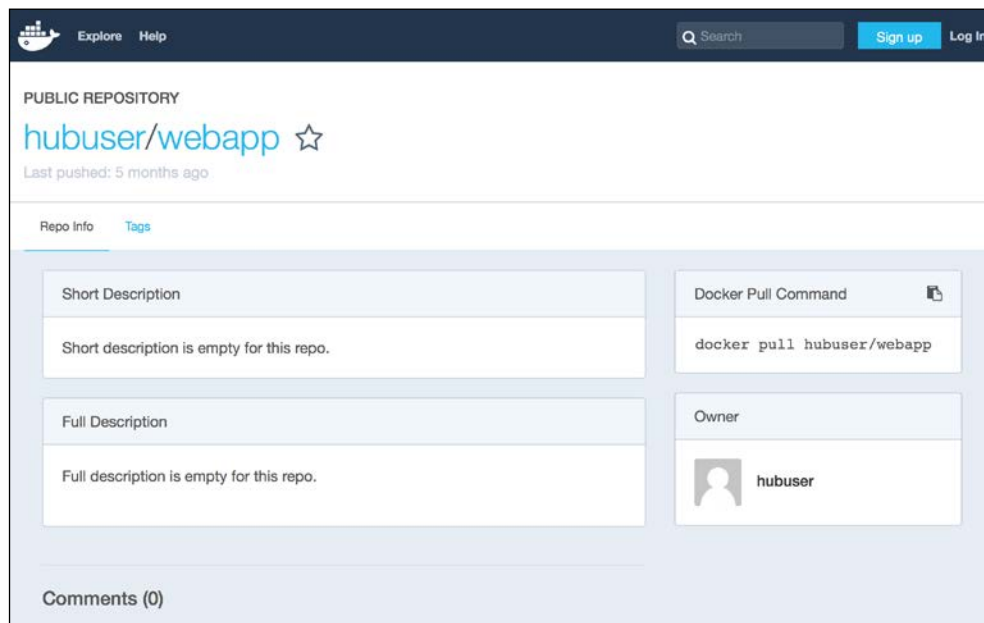 Explore Help Search Sign up Log In
PUBLIC REPOSITORY
hubuser/webapp
Last pushed: 5 months ago
Repo Info Tags
Short Description
Short description is empty for this repo.
Docker Pull Command
docker pull hubuser/webapp
Full Description
Full description is empty for this repo.
Owner
hubuser
Comments (0)